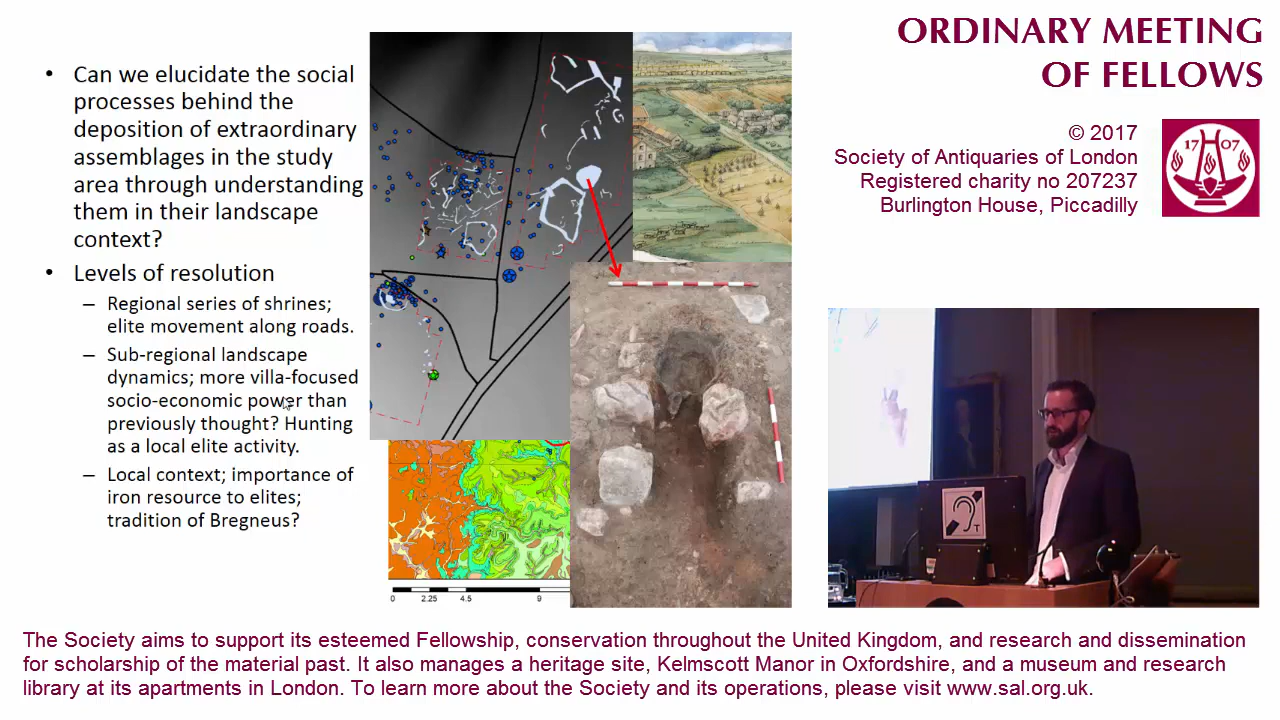 • Can we elucidate the social
processes behind the
deposition of extraordinary
assemblages in the study
area through understanding
them in their landscape
context?
• Levels of resolution
– Regional series of shrines;
elite movement along roads.
– Sub-regional landscape
dynamics; more villa-focused
socio-economic power than
previously thought? Hunting
as a local elite activity.
– Local context; importance of
iron resource to elites;
tradition of Bregneus?
0 2.25 4.5 9
ORDINARY MEETING
OF FELLOWS
© 2017
Society of Antiquaries of London
Registered charity no 207237
Burlington House, Piccadilly
17 07
T
The Society aims to support its esteemed Fellowship, conservation throughout the United Kingdom, and research and dissemination
for scholarship of the material past. It also manages a heritage site, Kelmscott Manor in Oxfordshire, and a museum and research
library at its apartments in London. To learn more about the Society and its operations, please visit www.sal.org.uk.